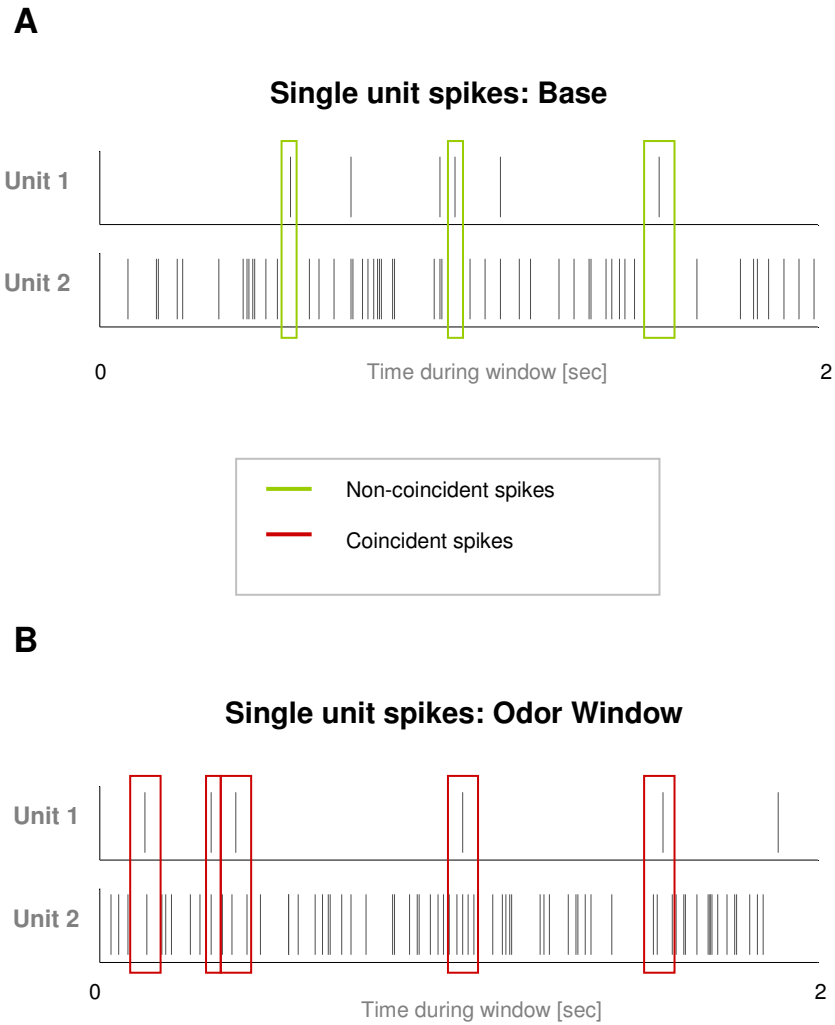 A
Single unit spikes: Base
Unit 1
Unit 2
0 Time during window [sec] 2
Non-coincident spikes
Coincident spikes
B
Single unit spikes: Odor Window
Unit 1
Unit 2
0 2
Time during window [sec]